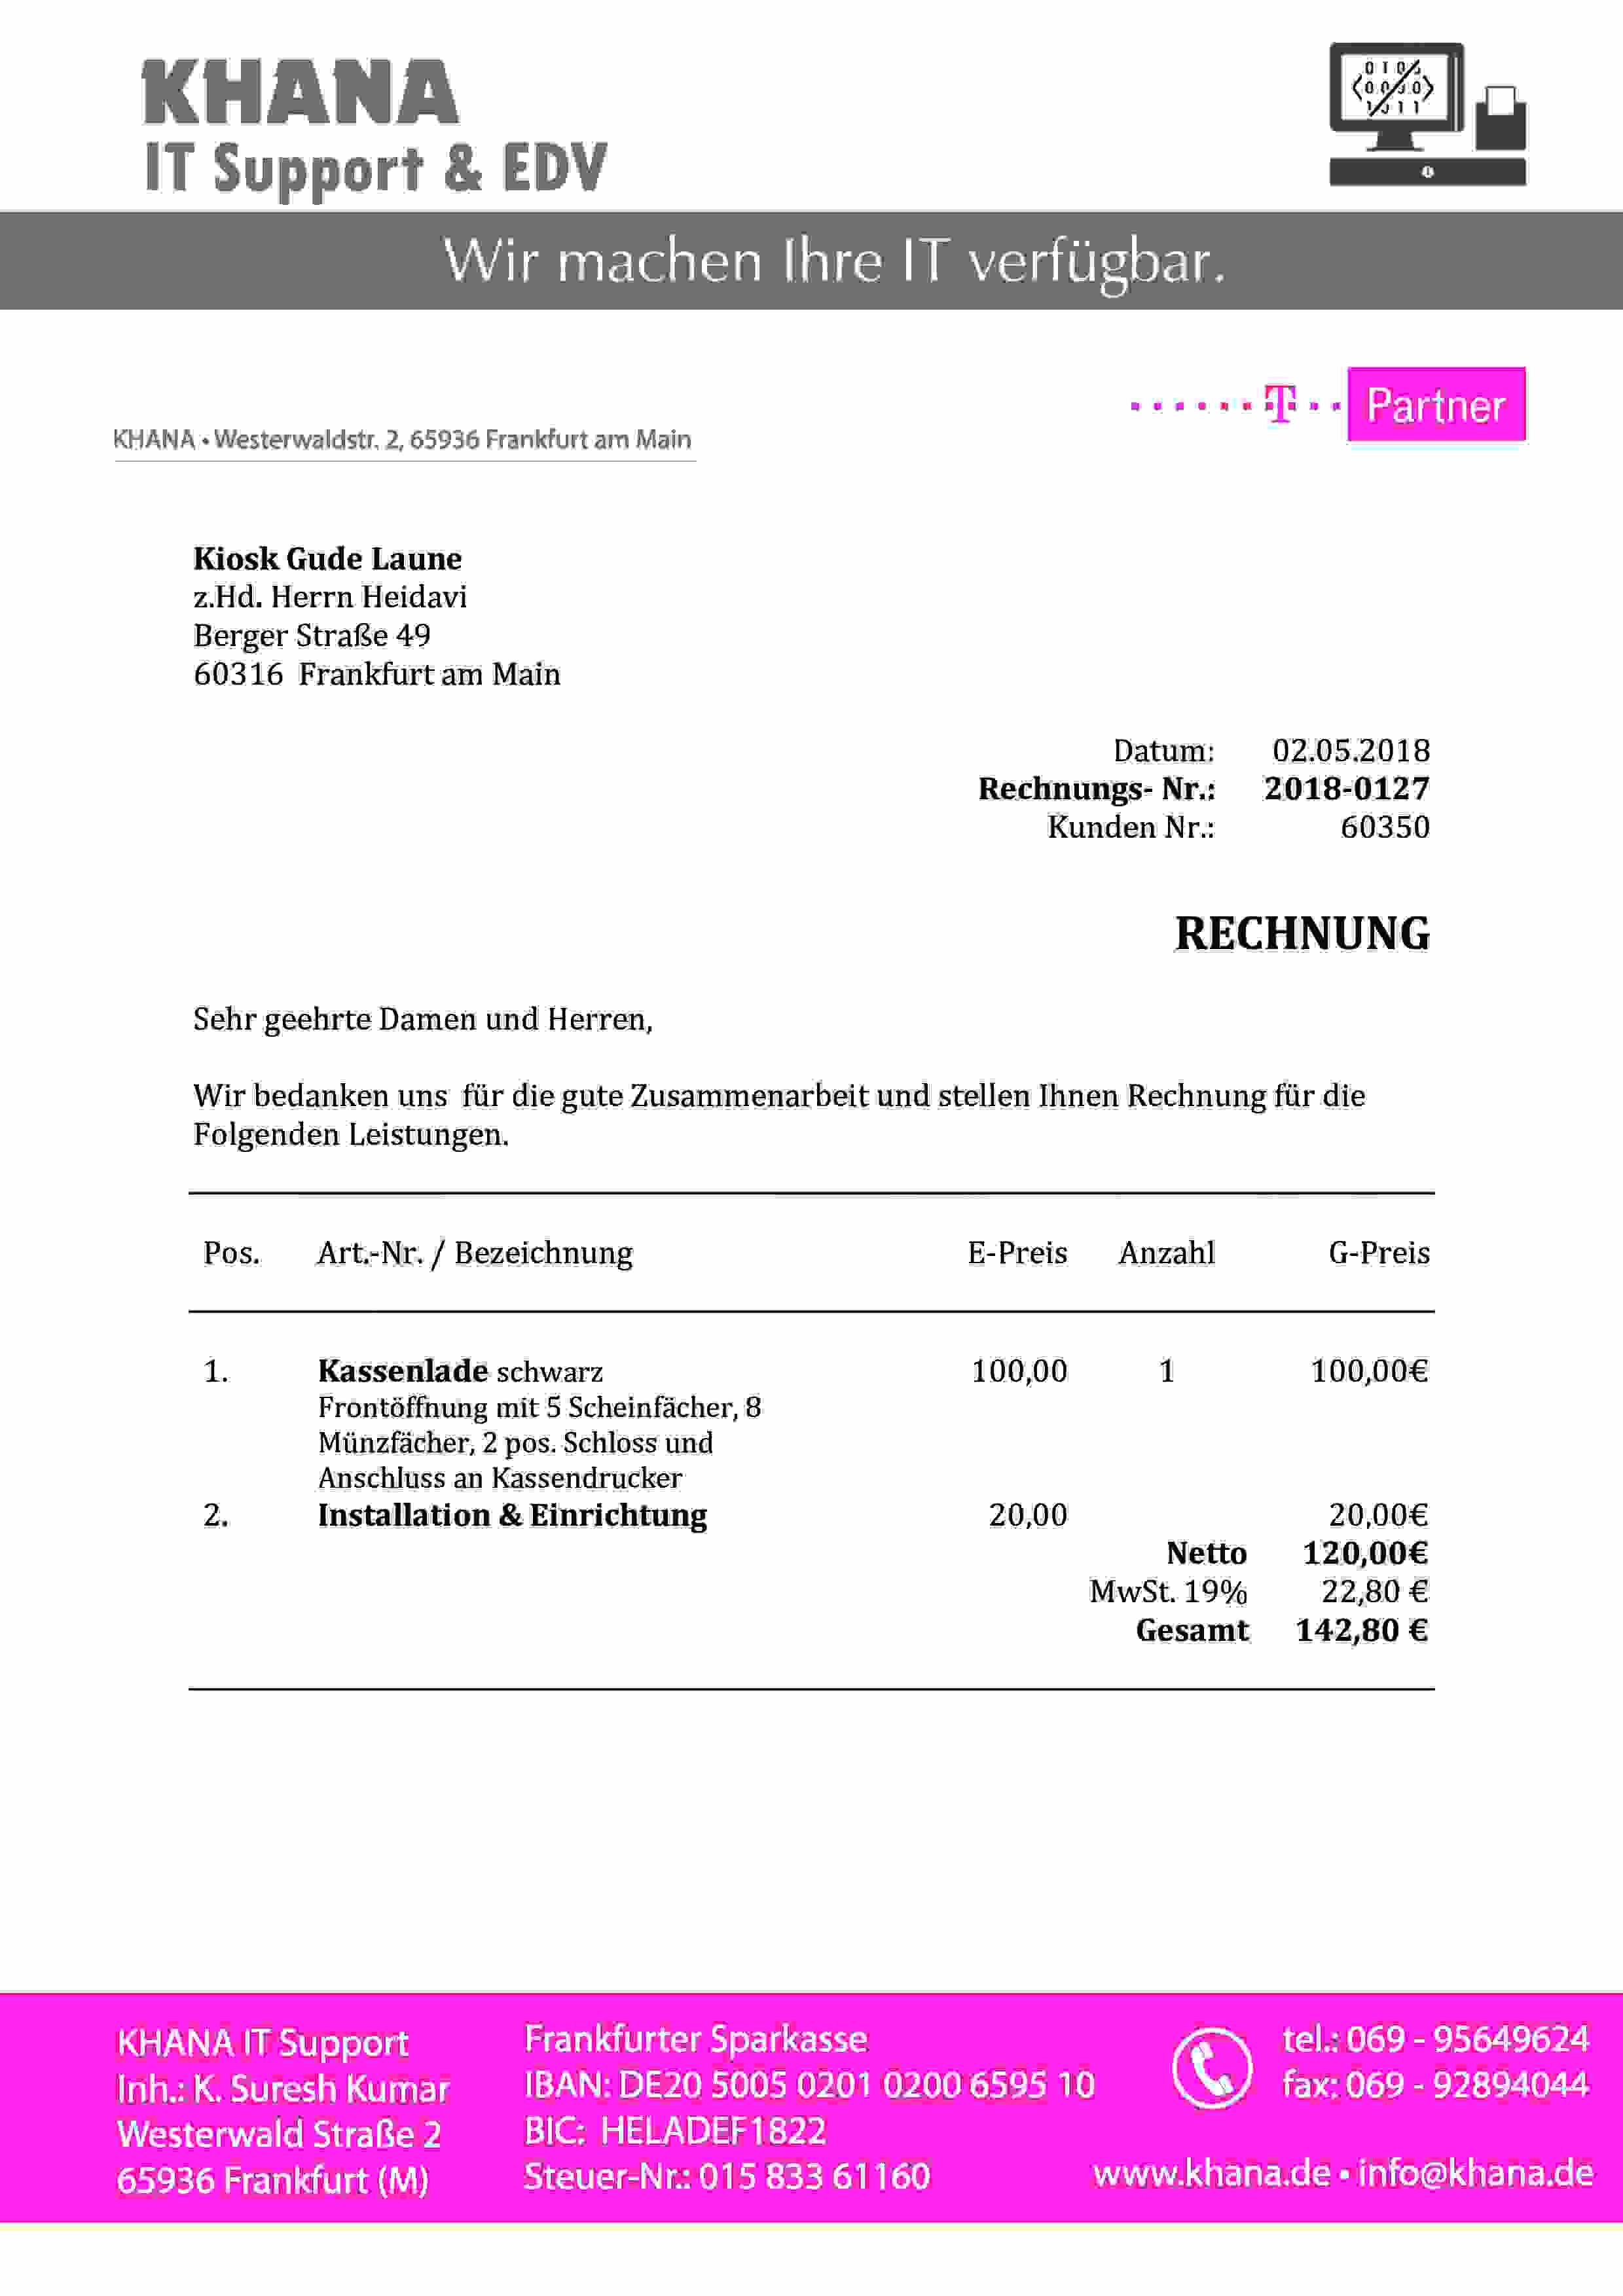 KHANA
IT Support & EDV
Wir machen Ihre IT verfügbar.
T Partner
KHANA • Westerwaldstr. 2, 65936 Frankfurt am Main
Kiosk Gude Laune
z.Hd. Herrn Heidavi
Berger Straße 49
60316 Frankfurt am Main
Datum: 02.05.2018
Rechnungs- Nr.: 2018-0127
Kunden Nr.: 60350
RECHNUNG
Sehr geehrte Damen und Herren,
Wir bedanken uns für die gute Zusammenarbeit und stellen Ihnen Rechnung für die
Folgenden Leistungen.
Pos. Art.-Nr. / Bezeichnung E-Preis Anzahl G-Preis
1. Kassenlade schwarz 100,00 1 100,00€
Frontöffnung mit 5 Scheinfächer, 8
Münzfächer, 2 pos. Schloss und
Anschluss an Kassendrucker
2. Installation & Einrichtung 20,00 20,00€
Netto 120,00€
MwSt. 19% 22,80 €
Gesamt 142,80 €
KHANA IT Support
Inh.: K. Suresh Kumar
Westerwald Straße 2
65936 Frankfurt (M)
Frankfurter Sparkasse
IBAN: DE20 5005 0201 0200 6595 10
BIC: HELADEF1822
Steuer-Nr.: 015 833 61160
tel.: 069 - 95649624
fax: 069 - 92894044
www.khana.de • info@khana.de